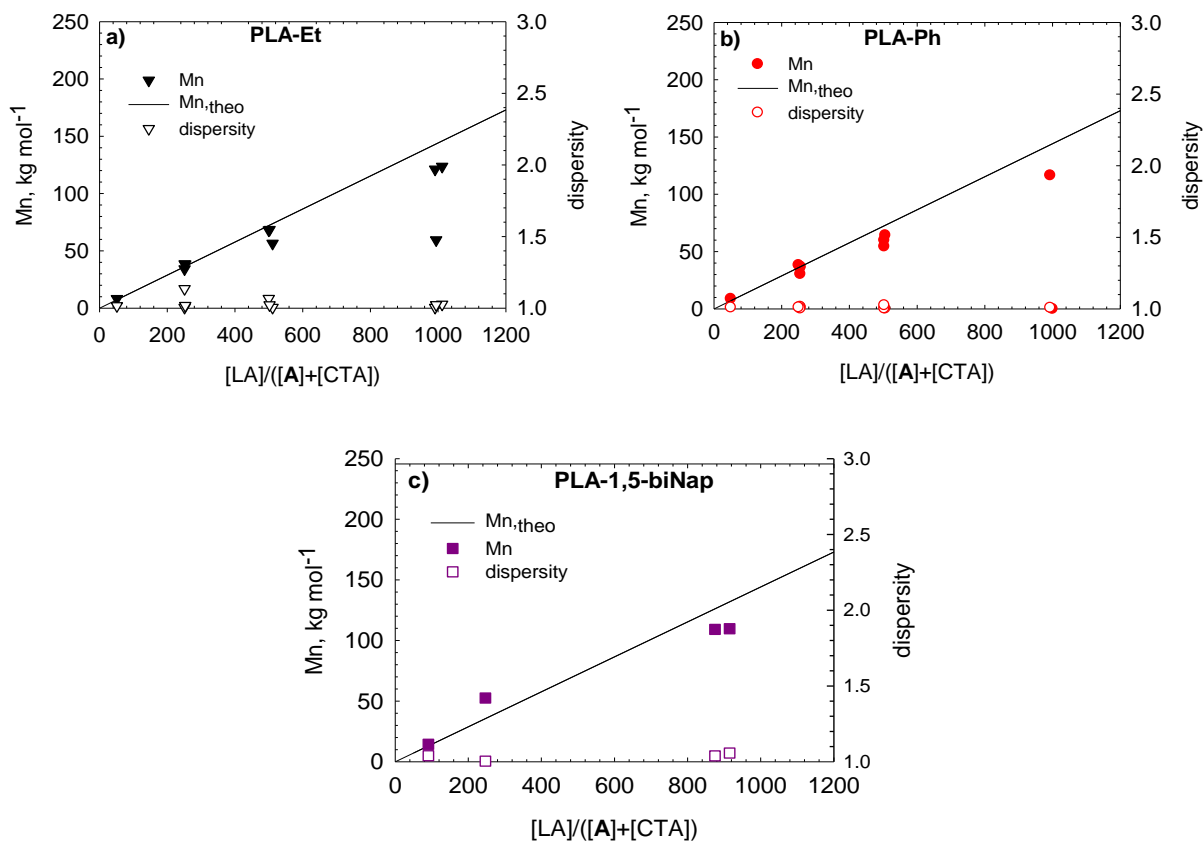 a) PLA-Et
Mn
Mn,theo
dispersity
250
200
150
100
50
0
Mn, kg mol-1
3.0
2.5
2.0
1.5
1.0
dispersity
0 200 400 600 800 1000 1200
[LA]/([A]+[CTA])
b) PLA-Ph
Mn
Mn,theo
dispersity
250
200
150
100
50
0
Mn, kg mol-1
3.0
2.5
2.0
1.5
1.0
dispersity
0 200 400 600 800 1000 1200
[LA]/([A]+[CTA])
c) PLA-1,5-biNap
Mn,theo
Mn
dispersity
250
200
150
100
50
0
Mn, kg mol-1
3.0
2.5
2.0
1.5
1.0
dispersity
0 200 400 600 800 1000 1200
[LA]/([A]+[CTA])